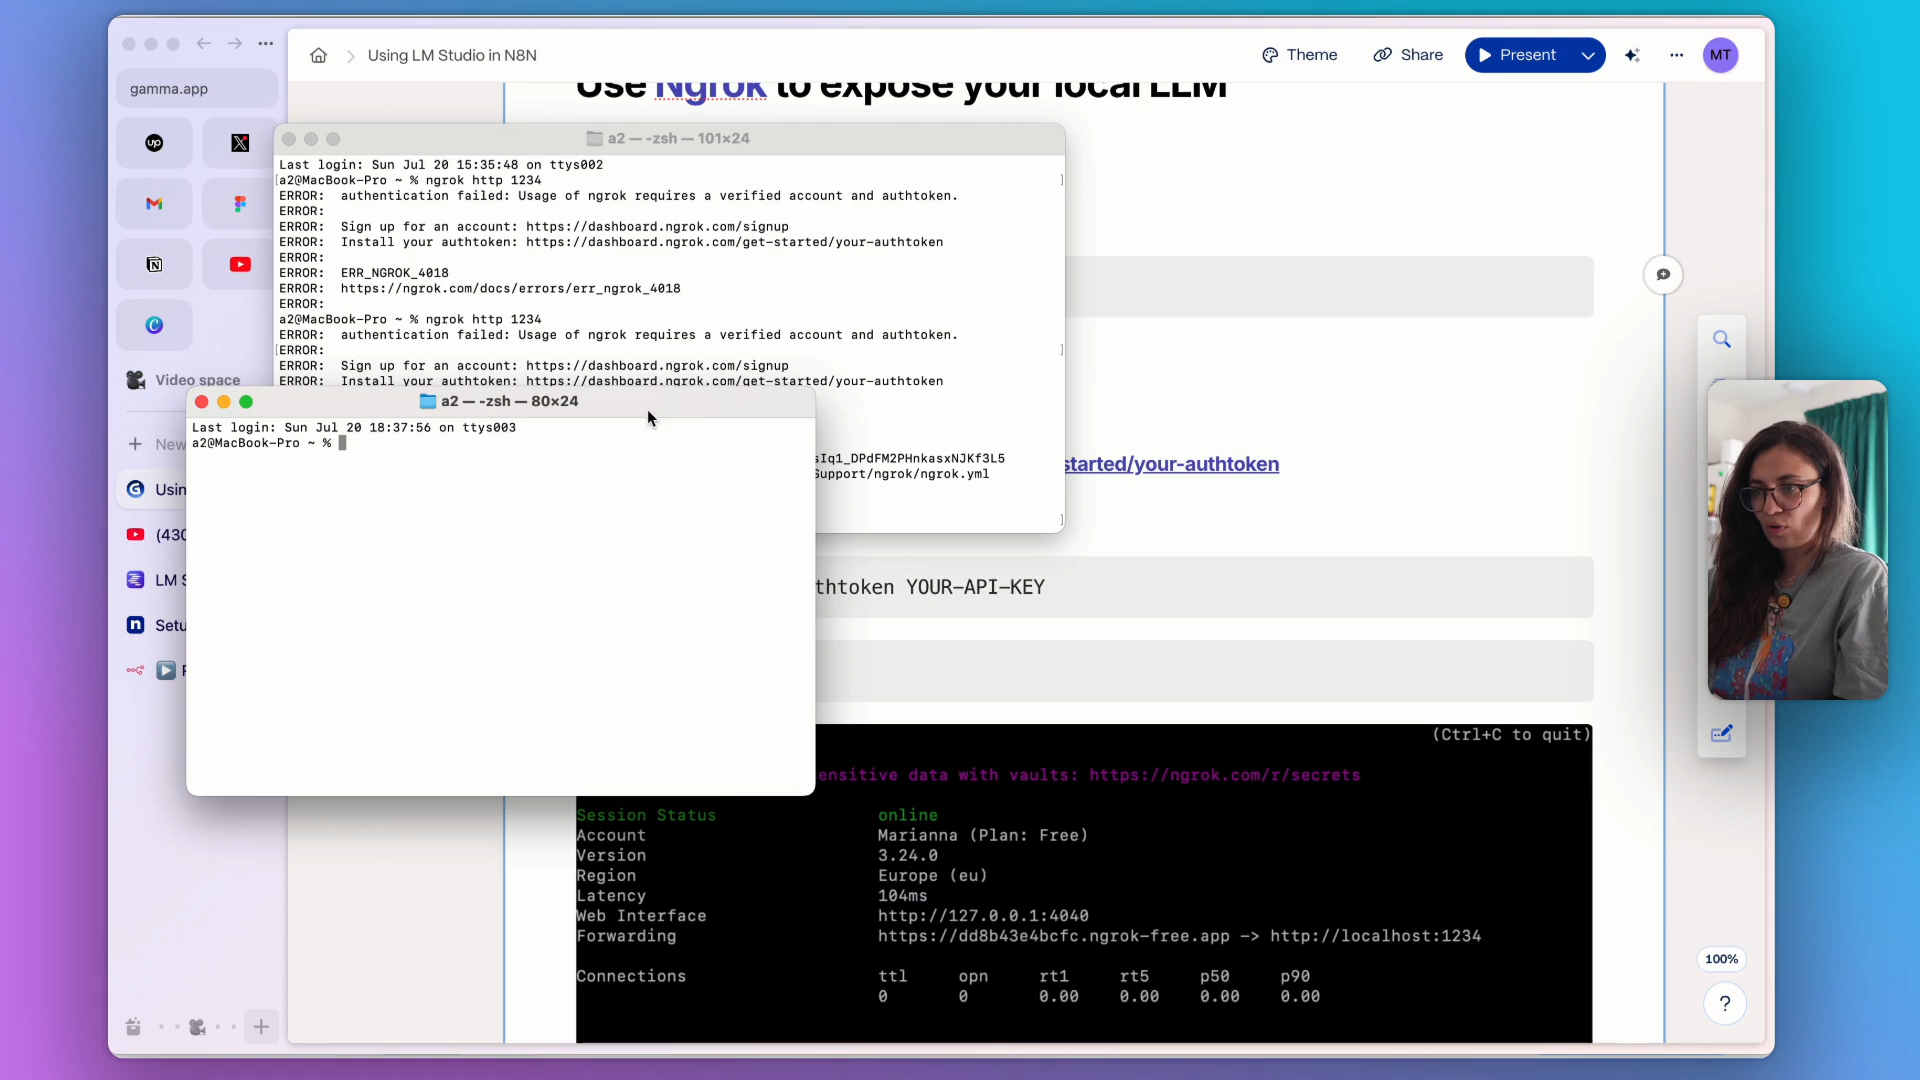 gamma.app
Using LM Studio in N8N
Theme
Share
Present
MT
Use Ngrok to expose your local LLM
a2 — -zsh — 101×24
Last login: Sun Jul 20 15:35:48 on ttys002
a2@MacBook-Pro ~ % ngrok http 1234
ERROR:  authentication failed: Usage of ngrok requires a verified account and authtoken.
ERROR:
ERROR:  Sign up for an account: https://dashboard.ngrok.com/signup
ERROR:  Install your authtoken: https://dashboard.ngrok.com/get-started/your-authtoken
ERROR:
ERROR:  ERR_NGROK_4018
ERROR:  https://ngrok.com/docs/errors/err_ngrok_4018
ERROR:
a2@MacBook-Pro ~ % ngrok http 1234
ERROR:  authentication failed: Usage of ngrok requires a verified account and authtoken.
ERROR:
ERROR:  Sign up for an account: https://dashboard.ngrok.com/signup
ERROR:  Install your authtoken: https://dashboard.ngrok.com/get-started/your-authtoken
sIq1_DPdFM2PHnkasxNJKf3L5
Support/ngrok/ngrok.yml
Video space
New
Usin
(430
LM S
Setu
a2 — -zsh — 80×24
Last login: Sun Jul 20 18:37:56 on ttys003
a2@MacBook-Pro ~ %
started/your-authtoken
thtoken YOUR-API-KEY
(Ctrl+C to quit)
ensitive data with vaults: https://ngrok.com/r/secrets
Session Status online
Account Marianna (Plan: Free)
Version 3.24.0
Region Europe (eu)
Latency 104ms
Web Interface http://127.0.0.1:4040
Forwarding https://dd8b43e4bcfc.ngrok-free.app -> http://localhost:1234
Connections ttl opn rt1 rt5 p50 p90
0 0 0.00 0.00 0.00 0.00
100%
?